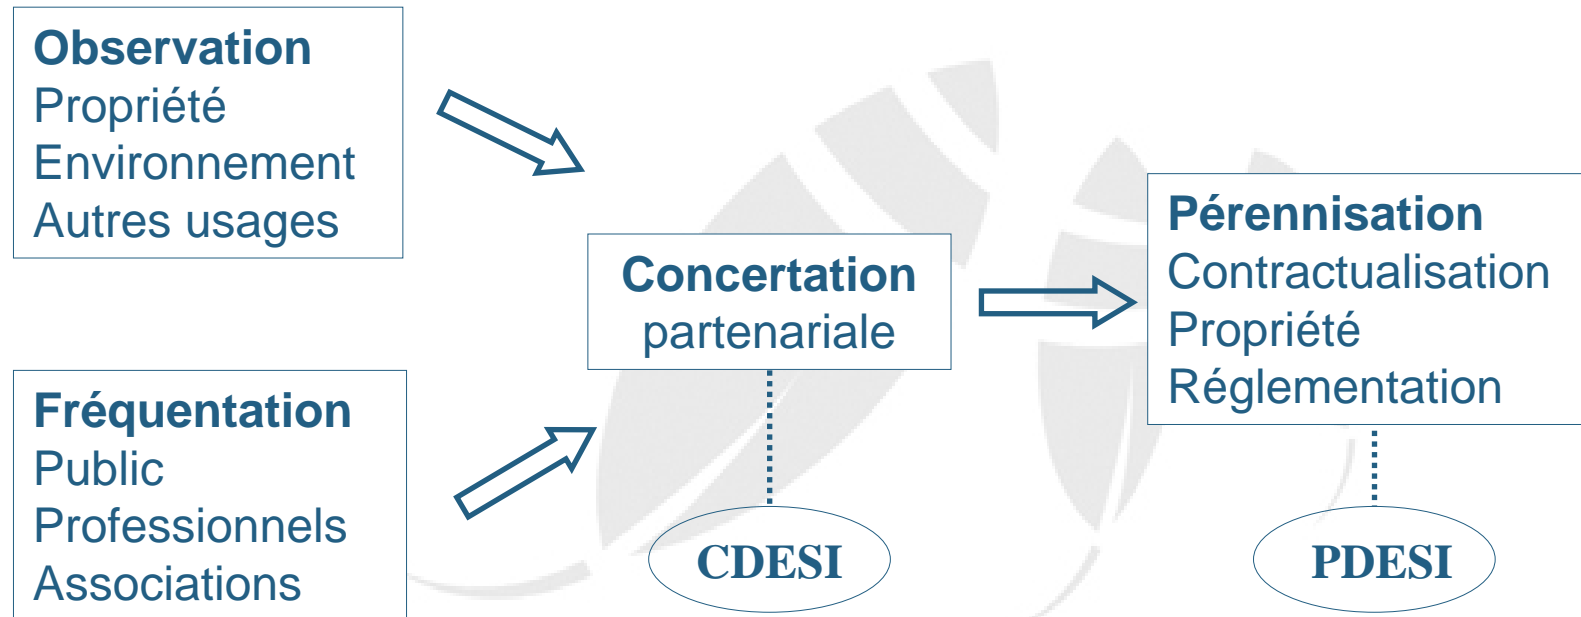 Observation
Propriété
Environnement
Autres usages
Fréquentation
Public
Professionnels
Associations
Concertation
partenariale
CDESI
Pérennisation
Contractualisation
Propriété
Réglementation
PDESI